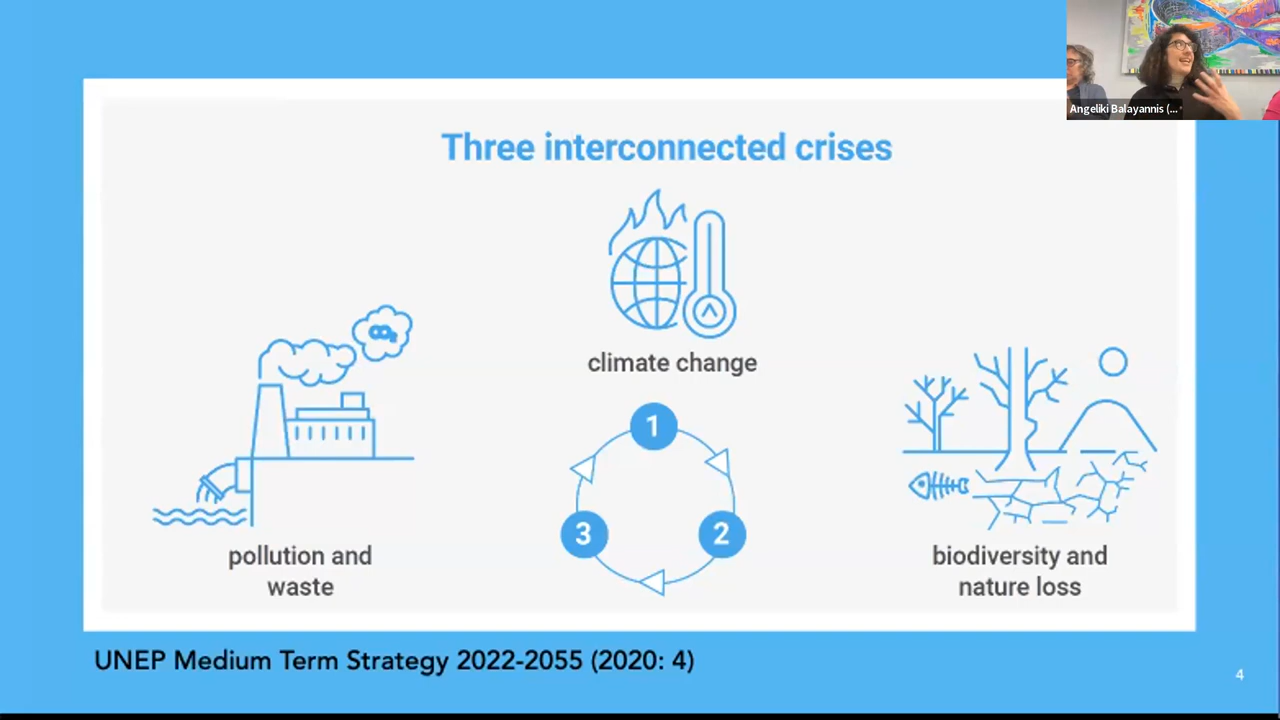 Angeliki Balayannis (...
Three interconnected crises
CO₂
climate change
1
3
2
pollution and
waste
biodiversity and
nature loss
UNEP Medium Term Strategy 2022-2055 (2020: 4)
4